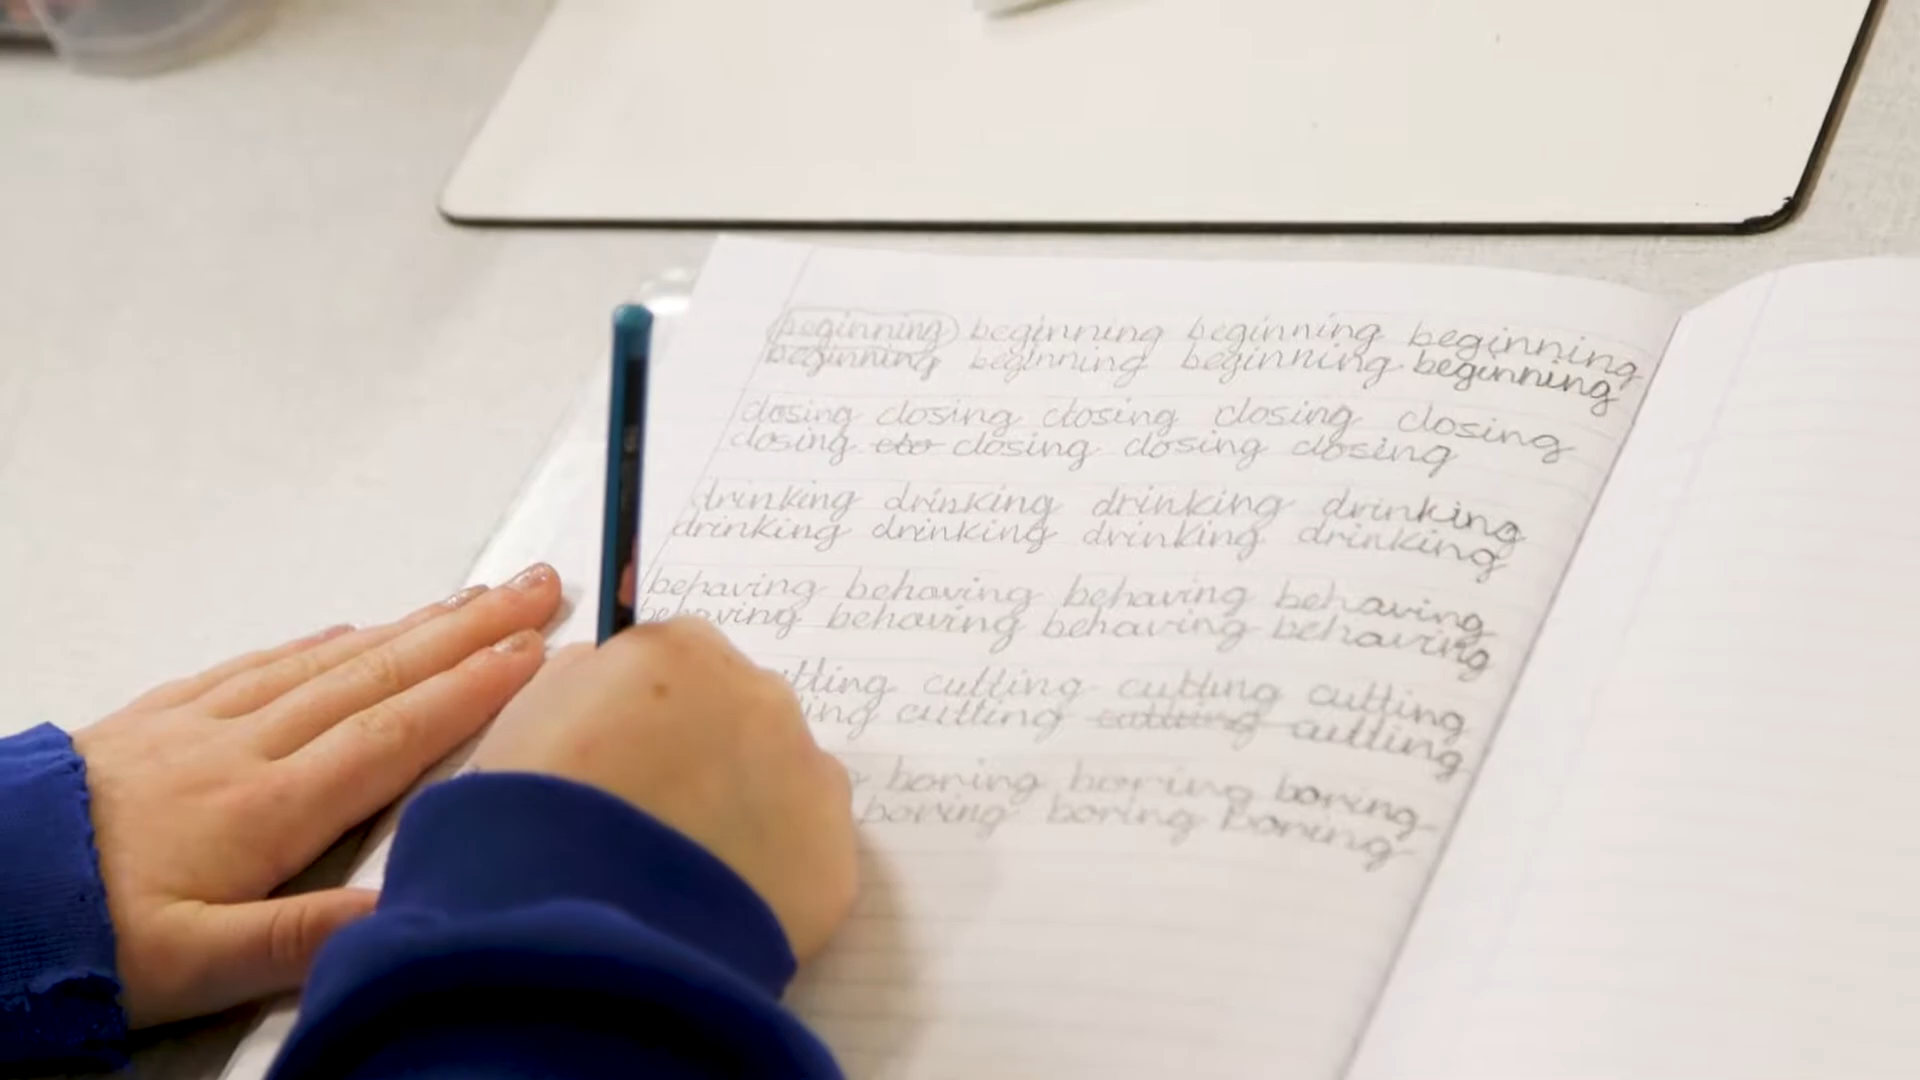 beginning beginning beginning beginning
beginning beginning beginning beginning
closing closing closing closing closing
closing clo closing closing closing
drinking drinking drinking drinking
drinking drinking drinking drinking
behaving behaving behaving behaving
behaving behaving behaving behaving
cutting cutting cutting
cutting cutting cutting
boring boring boring
boring boring boring